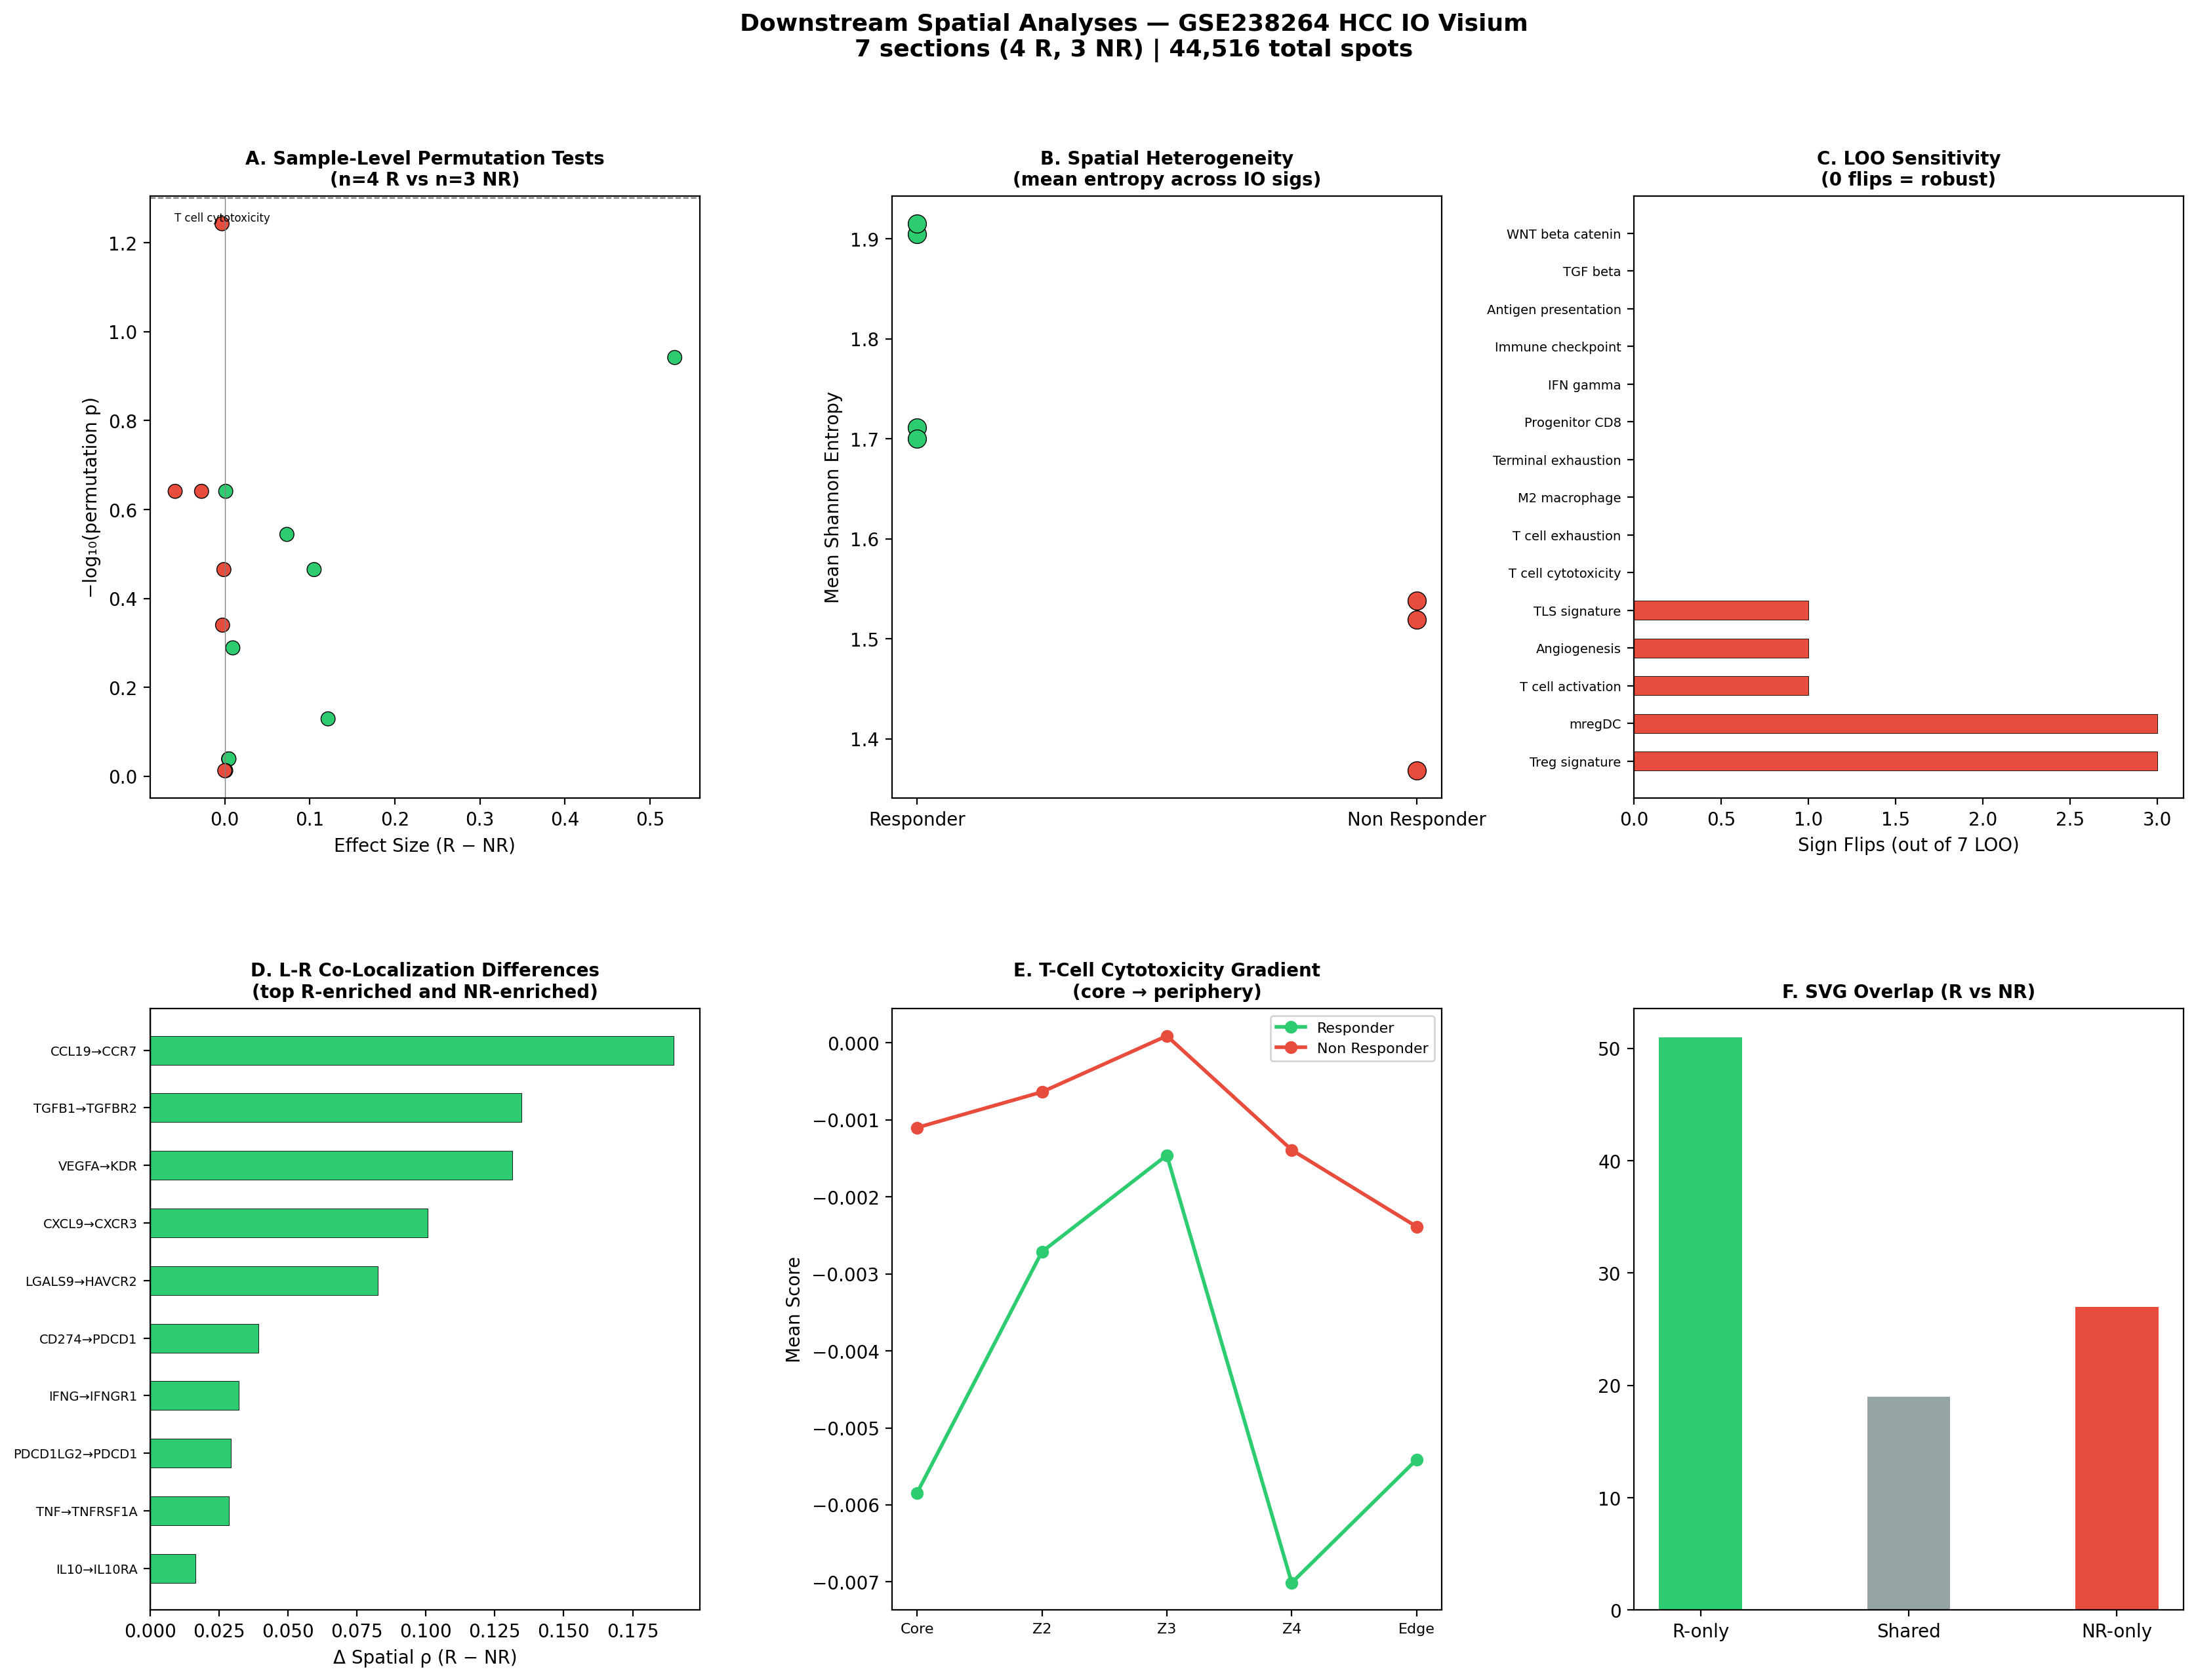 Downstream Spatial Analyses — GSE238264 HCC IO Visium
7 sections (4 R, 3 NR) | 44,516 total spots
A. Sample-Level Permutation Tests
(n=4 R vs n=3 NR)
T cell cytotoxicity
1.2
1.0
0.8
0.6
0.4
0.2
0.0
−log₁₀(permutation p)
0.0 0.1 0.2 0.3 0.4 0.5
Effect Size (R − NR)
B. Spatial Heterogeneity
(mean entropy across IO sigs)
1.9
1.8
1.7
1.6
1.5
1.4
Mean Shannon Entropy
Responder Non Responder
C. LOO Sensitivity
(0 flips = robust)
WNT beta catenin
TGF beta
Antigen presentation
Immune checkpoint
IFN gamma
Progenitor CD8
Terminal exhaustion
M2 macrophage
T cell exhaustion
T cell cytotoxicity
TLS signature
Angiogenesis
T cell activation
mregDC
Treg signature
0.0 0.5 1.0 1.5 2.0 2.5 3.0
Sign Flips (out of 7 LOO)
D. L-R Co-Localization Differences
(top R-enriched and NR-enriched)
CCL19→CCR7
TGFB1→TGFBR2
VEGFA→KDR
CXCL9→CXCR3
LGALS9→HAVCR2
CD274→PDCD1
IFNG→IFNGR1
PDCD1LG2→PDCD1
TNF→TNFRSF1A
IL10→IL10RA
0.000 0.025 0.050 0.075 0.100 0.125 0.150 0.175
Δ Spatial ρ (R − NR)
E. T-Cell Cytotoxicity Gradient
(core → periphery)
Responder
Non Responder
0.000
−0.001
−0.002
−0.003
−0.004
−0.005
−0.006
−0.007
Mean Score
Core Z2 Z3 Z4 Edge
F. SVG Overlap (R vs NR)
50
40
30
20
10
0
R-only Shared NR-only